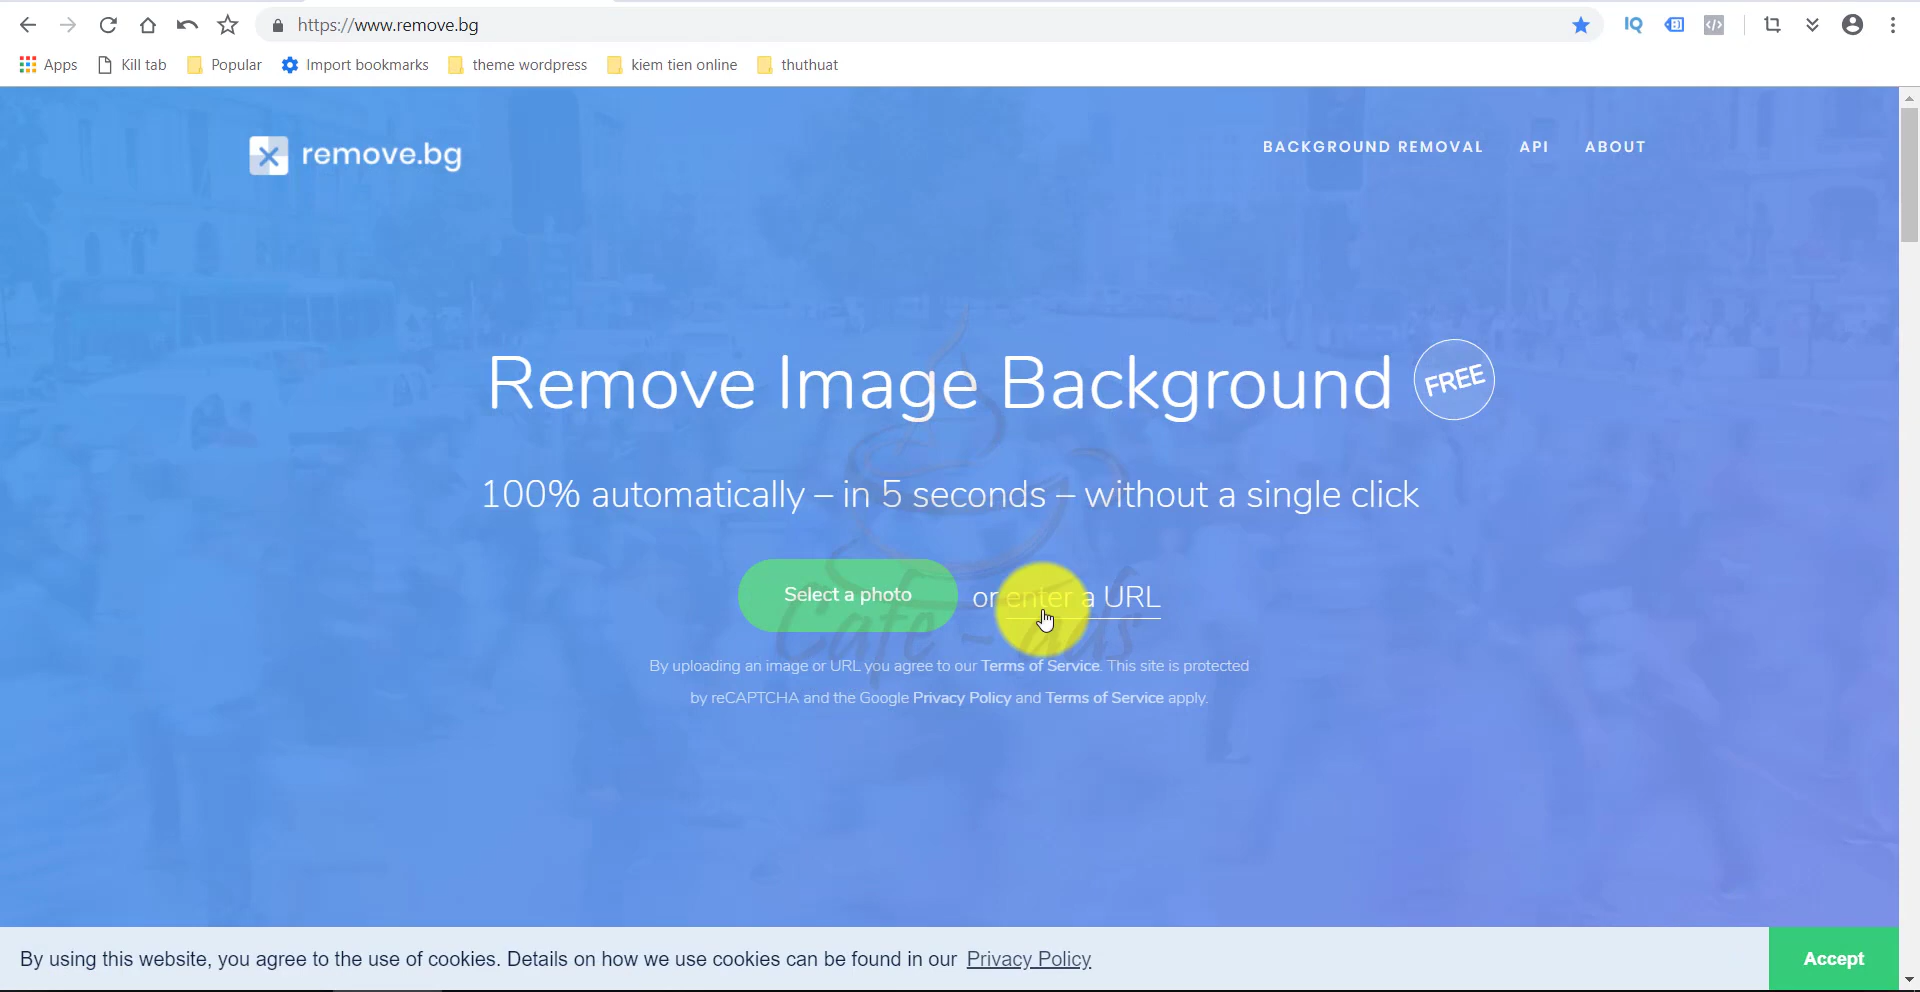 https://www.remove.bg
IQ
Apps Kill tab Popular Import bookmarks theme wordpress kiem tien online thuthuat
remove.bg
BACKGROUND REMOVAL API ABOUT
Remove Image Background FREE
100% automatically – in 5 seconds – without a single click
Select a photo or enter a URL
Cafe - ads
By uploading an image or URL you agree to our Terms of Service. This site is protected
by reCAPTCHA and the Google Privacy Policy and Terms of Service apply.
By using this website, you agree to the use of cookies. Details on how we use cookies can be found in our Privacy Policy
Accept